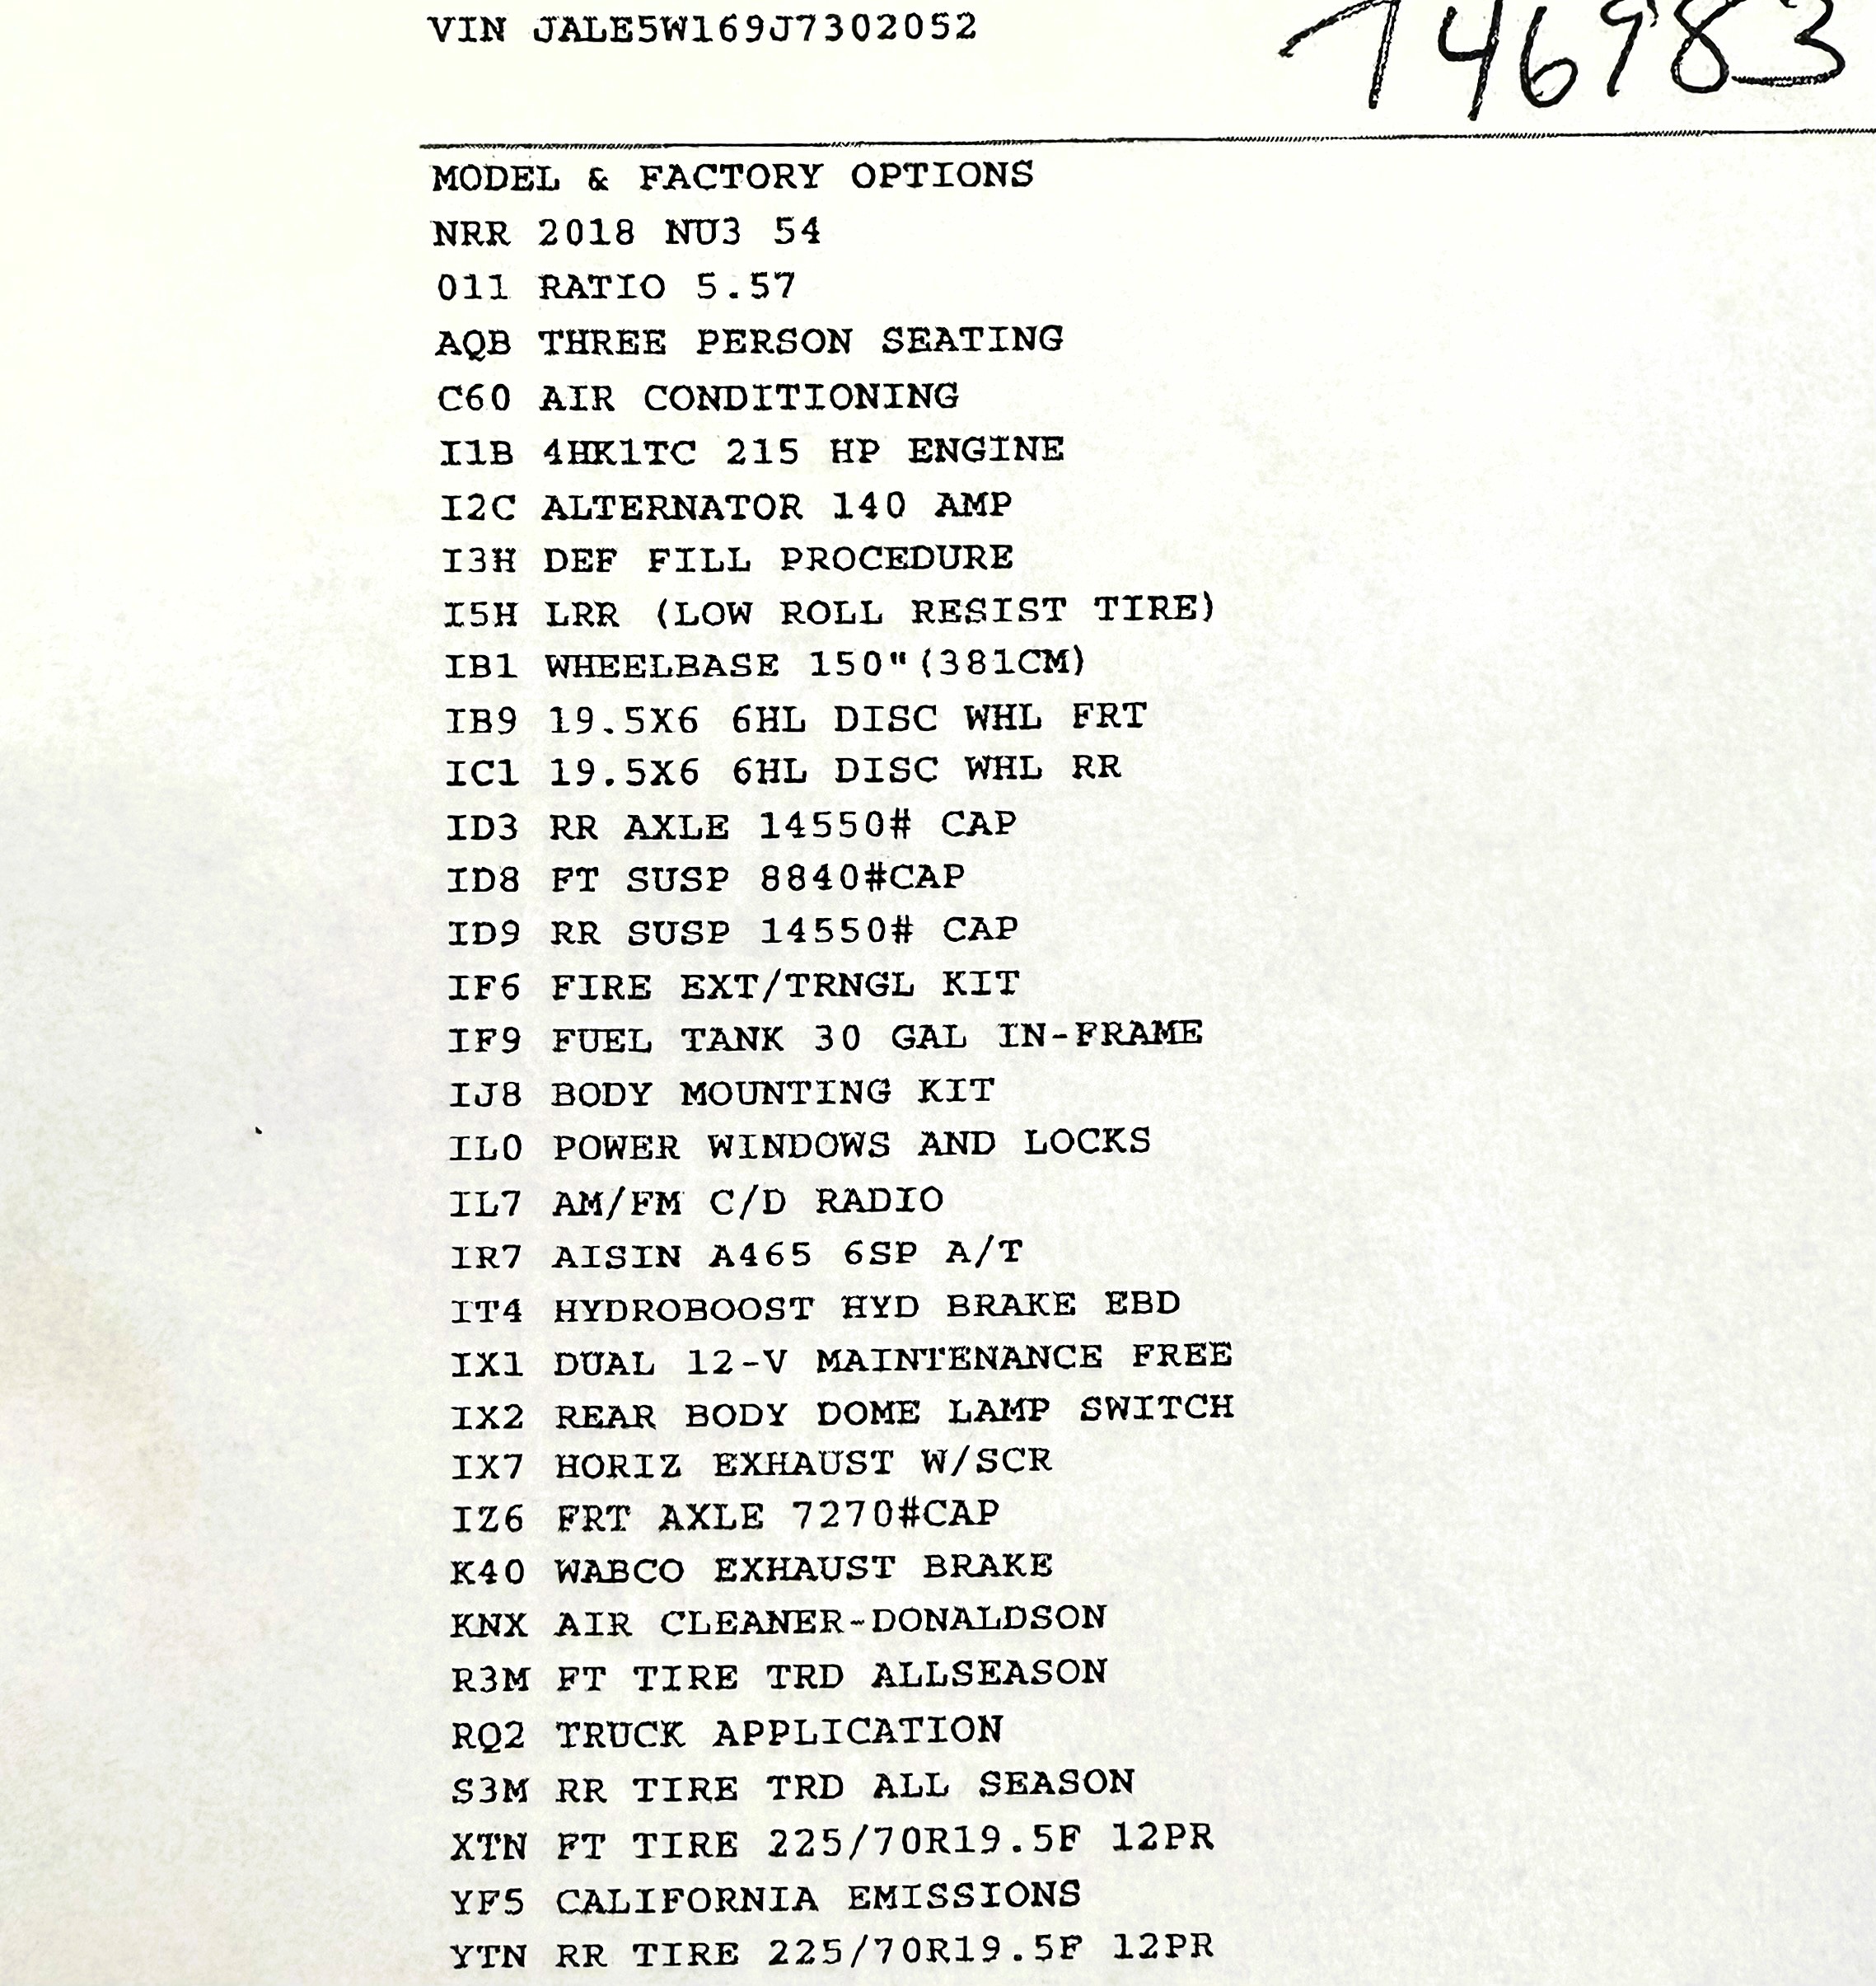 VIN JALE5W169J7302052
746983
MODEL & FACTORY OPTIONS
NRR 2018 NU3 54
011 RATIO 5.57
AQB THREE PERSON SEATING
C60 AIR CONDITIONING
I1B 4HK1TC 215 HP ENGINE
I2C ALTERNATOR 140 AMP
I3H DEF FILL PROCEDURE
I5H LRR (LOW ROLL RESIST TIRE)
IB1 WHEELBASE 150"(381CM)
IB9 19.5X6 6HL DISC WHL FRT
IC1 19.5X6 6HL DISC WHL RR
ID3 RR AXLE 14550# CAP
ID8 FT SUSP 8840#CAP
ID9 RR SUSP 14550# CAP
IF6 FIRE EXT/TRNGL KIT
IF9 FUEL TANK 30 GAL IN-FRAME
IJ8 BODY MOUNTING KIT
IL0 POWER WINDOWS AND LOCKS
IL7 AM/FM C/D RADIO
IR7 AISIN A465 6SP A/T
IT4 HYDROBOOST HYD BRAKE EBD
IX1 DUAL 12-V MAINTENANCE FREE
IX2 REAR BODY DOME LAMP SWITCH
IX7 HORIZ EXHAUST W/SCR
IZ6 FRT AXLE 7270#CAP
K40 WABCO EXHAUST BRAKE
KNX AIR CLEANER-DONALDSON
R3M FT TIRE TRD ALLSEASON
RQ2 TRUCK APPLICATION
S3M RR TIRE TRD ALL SEASON
XTN FT TIRE 225/70R19.5F 12PR
YF5 CALIFORNIA EMISSIONS
YTN RR TIRE 225/70R19.5F 12PR